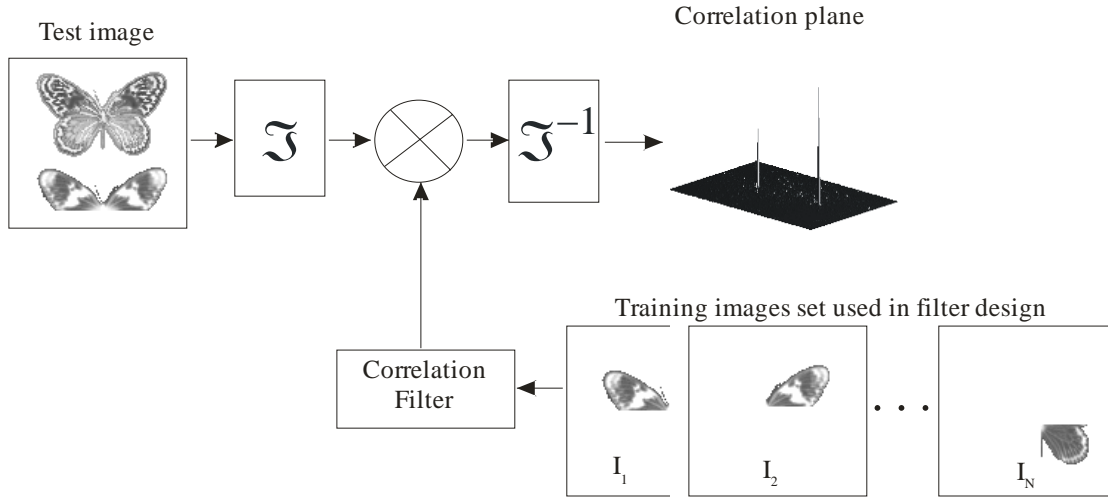 Correlation plane
Test image
ℑ
ℑ⁻¹
Training images set used in filter design
Correlation
Filter
I₁
I₂
. . .
I_N